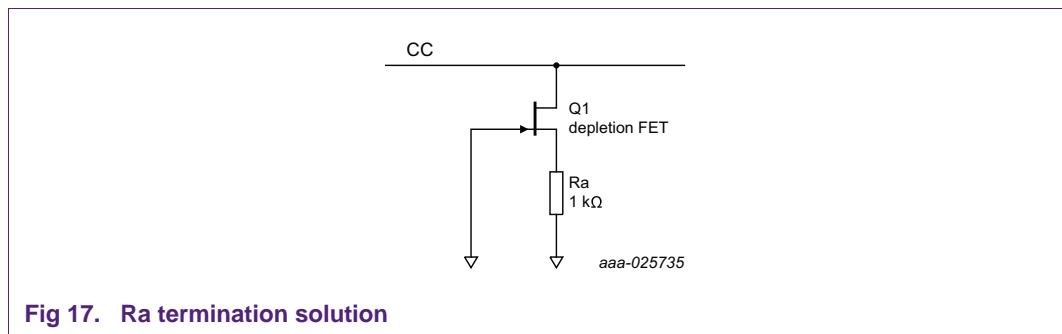 CC
Q1
depletion FET
Ra
1 kΩ
aaa-025735
Fig 17. Ra termination solution